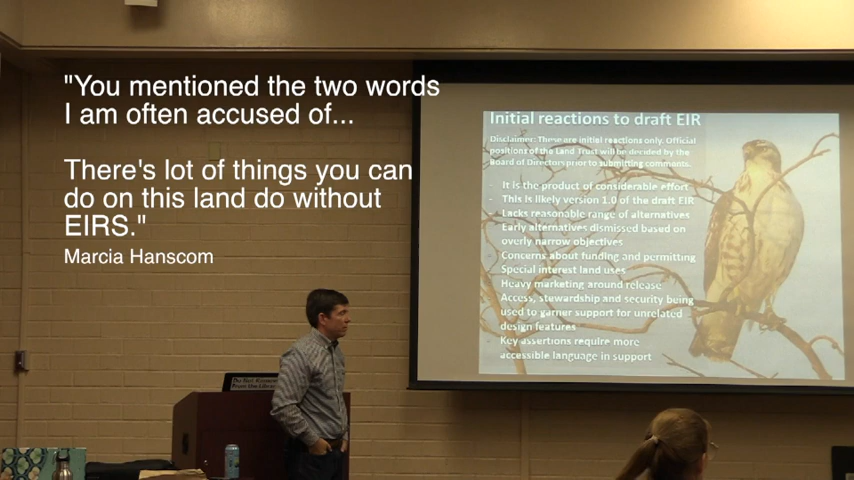 "You mentioned the two words
I am often accused of...
There's lot of things you can
do on this land do without
EIRS."
Marcia Hanscom
Initial reactions to draft EIR
Disclaimer: These are initial reactions only. Official
positions of the Land Trust will be decided by the
Board of Directors prior to submitting comments.
- It is the product of considerable effort
- This is likely version 1.0 of the draft EIR
- Lacks reasonable range of alternatives
- Early alternatives dismissed based on
overly narrow objectives
- Concerns about funding and permitting
- Special interest land uses
- Heavy marketing around release
- Access, stewardship and security being
used to garner support for unrelated
design features
- Key assertions require more
accessible language in support
Do Not Remove
From the Library